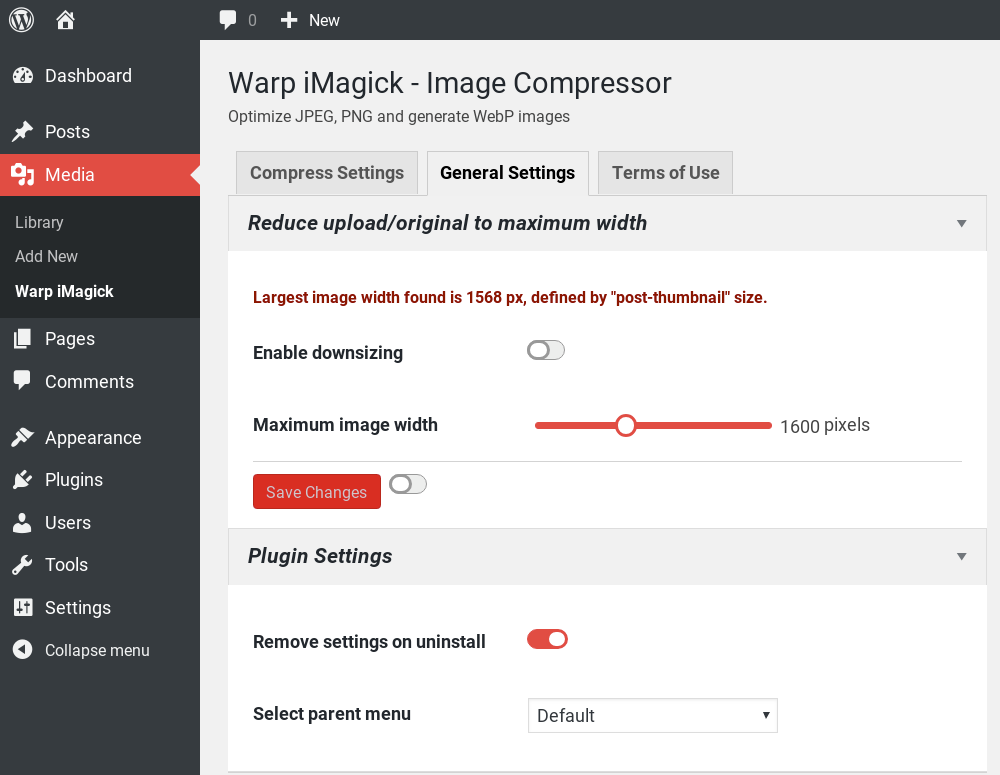 0 New
Dashboard
Posts
Media
Library
Add New
Warp iMagick
Pages
Comments
Appearance
Plugins
Users
Tools
Settings
Collapse menu
Warp iMagick - Image Compressor
Optimize JPEG, PNG and generate WebP images
Compress Settings General Settings Terms of Use
Reduce upload/original to maximum width
Largest image width found is 1568 px, defined by "post-thumbnail" size.
Enable downsizing
Maximum image width 1600 pixels
Save Changes
Plugin Settings
Remove settings on uninstall
Select parent menu Default